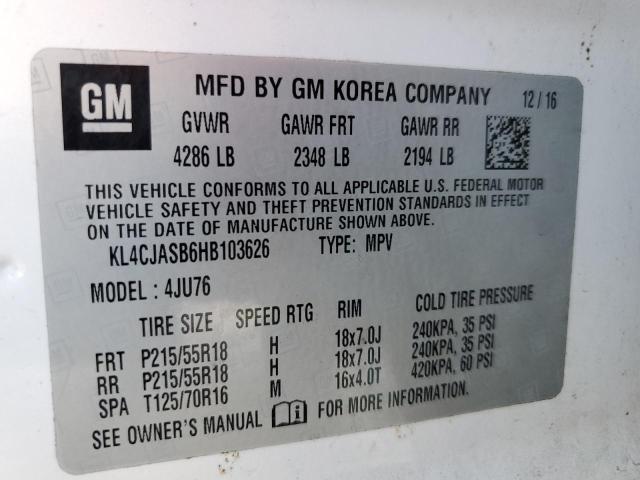 GM
MFD BY GM KOREA COMPANY 12/16
GVWR GAWR FRT GAWR RR
4286 LB 2348 LB 2194 LB
THIS VEHICLE CONFORMS TO ALL APPLICABLE U.S. FEDERAL MOTOR
VEHICLE SAFETY AND THEFT PREVENTION STANDARDS IN EFFECT
ON THE DATE OF MANUFACTURE SHOWN ABOVE.
KL4CJASB6HB103626 TYPE: MPV
MODEL : 4JU76
TIRE SIZE SPEED RTG RIM COLD TIRE PRESSURE
FRT P215/55R18 H 18x7.0J 240KPA, 35 PSI
RR P215/55R18 H 18x7.0J 240KPA, 35 PSI
SPA T125/70R16 M 16x4.0T 420KPA, 60 PSI
SEE OWNER'S MANUAL i FOR MORE INFORMATION.